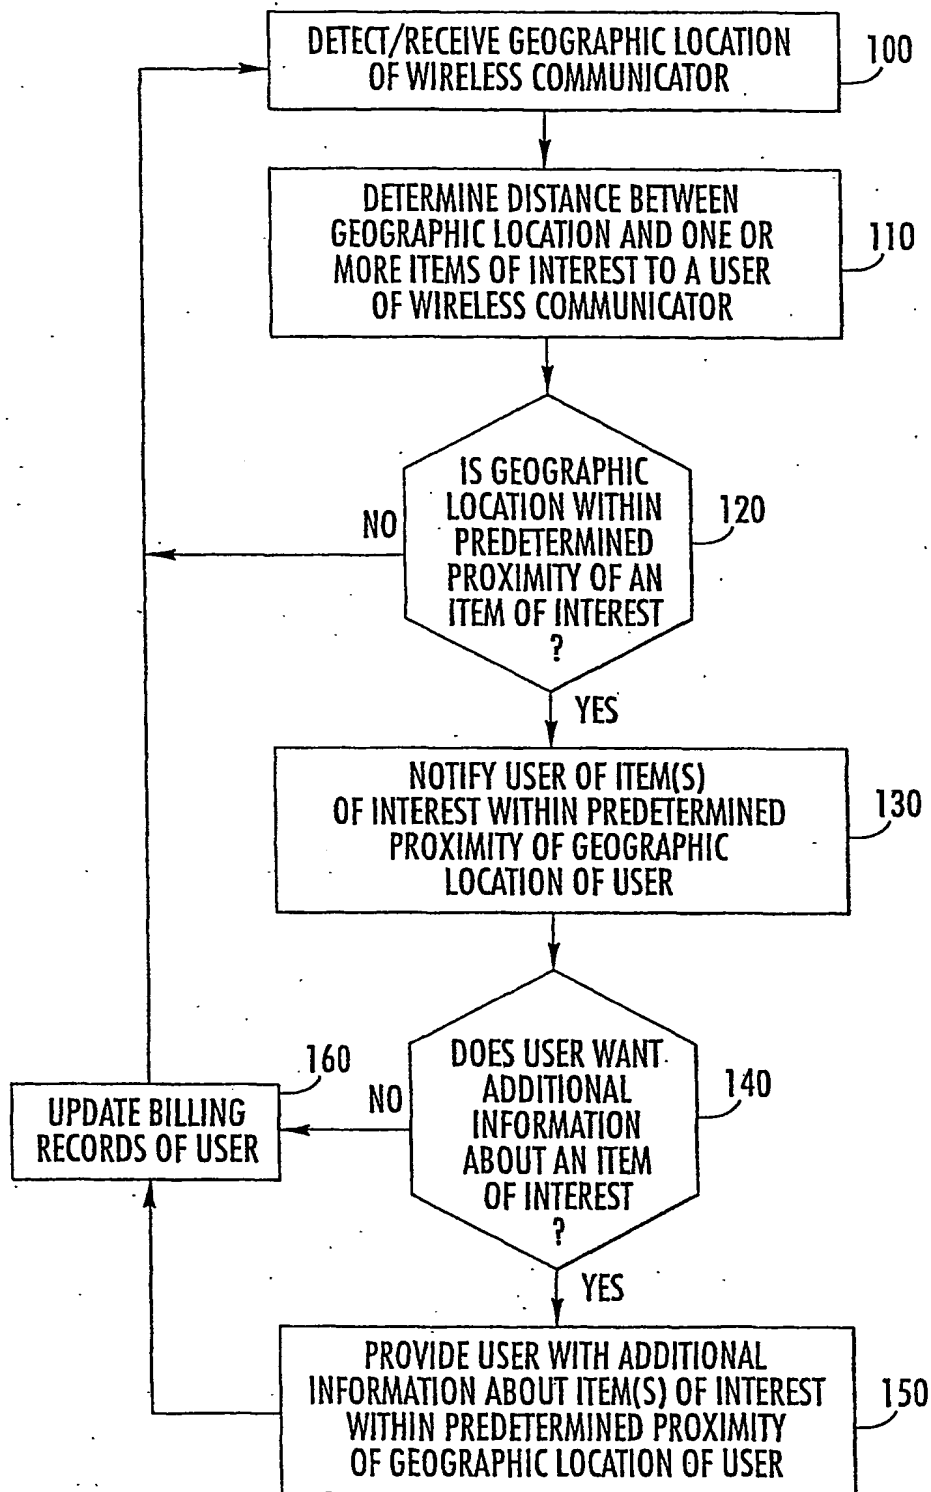 DETECT/RECEIVE GEOGRAPHIC LOCATION
OF WIRELESS COMMUNICATOR
100
DETERMINE DISTANCE BETWEEN
GEOGRAPHIC LOCATION AND ONE OR
MORE ITEMS OF INTEREST TO A USER
OF WIRELESS COMMUNICATOR
110
IS GEOGRAPHIC
LOCATION WITHIN
PREDETERMINED
PROXIMITY OF AN
ITEM OF INTEREST
?
120
NO
YES
NOTIFY USER OF ITEM(S)
OF INTEREST WITHIN PREDETERMINED
PROXIMITY OF GEOGRAPHIC
LOCATION OF USER
130
DOES USER WANT
ADDITIONAL
INFORMATION
ABOUT AN ITEM
OF INTEREST
?
140
NO
160
UPDATE BILLING
RECORDS OF USER
YES
PROVIDE USER WITH ADDITIONAL
INFORMATION ABOUT ITEM(S) OF INTEREST
WITHIN PREDETERMINED PROXIMITY
OF GEOGRAPHIC LOCATION OF USER
150